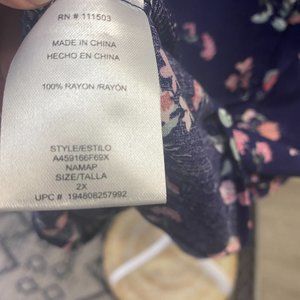 RN # 111503
MADE IN CHINA
HECHO EN CHINA
100% RAYON /RAYÓN
STYLE/ESTILO
A459166F69X
NAMAP
SIZE/TALLA
2X
UPC # 194808257992